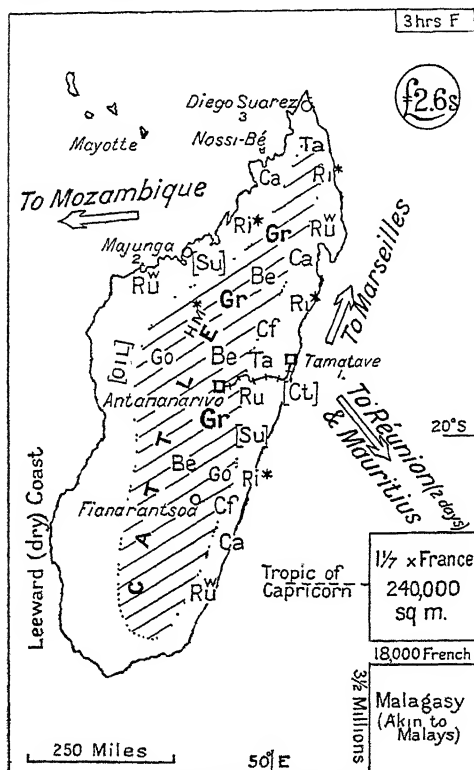 3hrs F
£2.6s
Diego Suarez
3
Nossi-Bé
Mayotte
Ta
Ca
Ri*
To Mozambique
Ri*
Gr
Ru^w
Majunga
2.
[Su]
Ca
Ru^w
Be
*
Gr
Ri*
To Marseilles
HM
E
Cf
[OIL]
Go
L
Be
Ta
Tamatave
1.
Antananarivo
Ru
[Ct]
To Réunion (2 days)
& Mauritius
Gr
T
[Su]
20°S
Leeward (dry) Coast
Be
T
Go
Ri*
Fianarantsoa
Cf
A
Ca
1 1/7 x France
240,000
sq m.
Tropic of
Capricorn
C
Ru^w
18,000 French
3½ Millions
Malagasy
(Akin to
Malays)
250 Miles
50°E